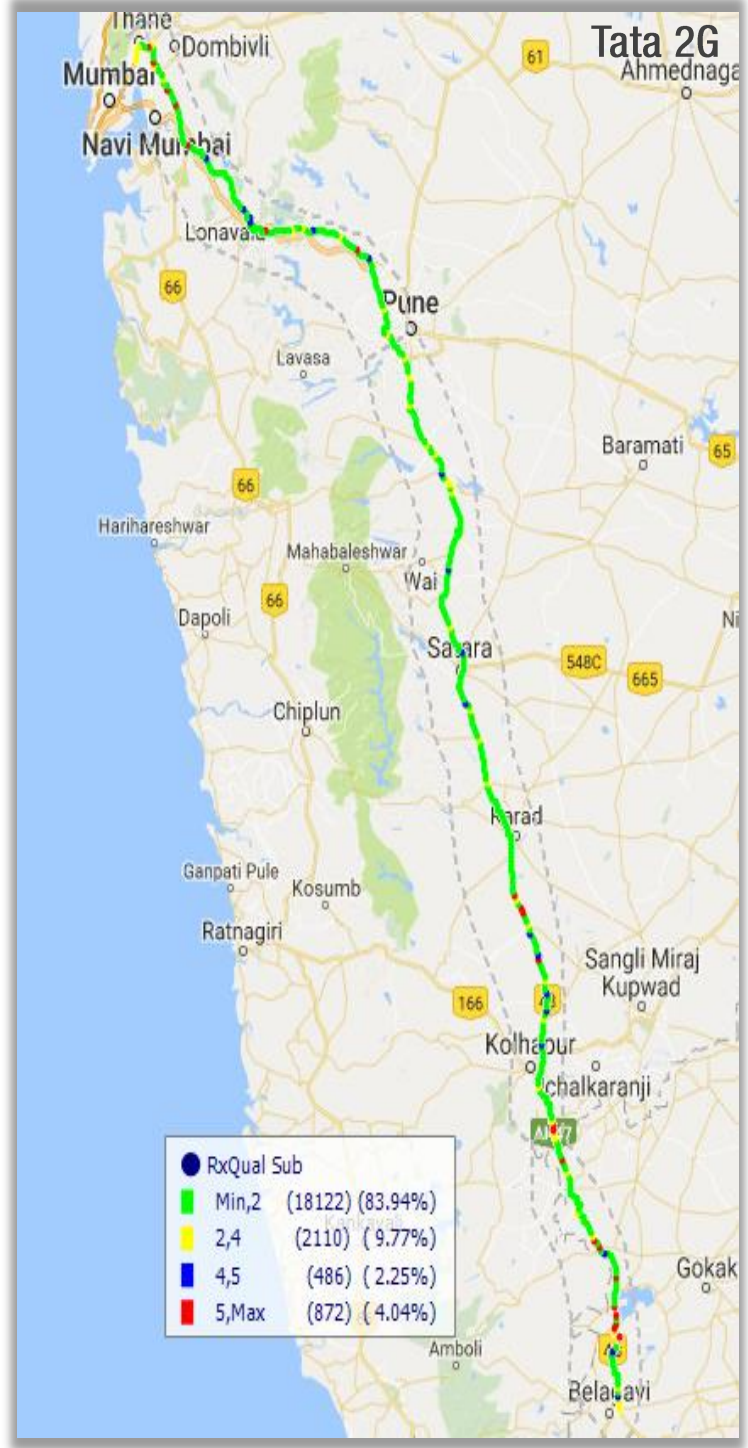 Tata 2G
Thane
Dombivli
61
Ahmednaga
Mumbai
Navi Mumbai
Lonavala
66
Pune
Lavasa
Baramati
65
66
Harihareshwar
Mahabaleshwar
Wai
66
Dapoli
Ni
Satara
548C
665
Chiplun
Karad
Ganpati Pule
Kosumb
Ratnagiri
Sangli Miraj
Kupwad
166
Kolhapur
Ichalkaranji
RxQual Sub
Min,2 (18122) (83.94%)
2,4 (2110) ( 9.77%)
4,5 (486) ( 2.25%)
5,Max (872) ( 4.04%)
Kankavali
Gokak
Amboli
Belagavi